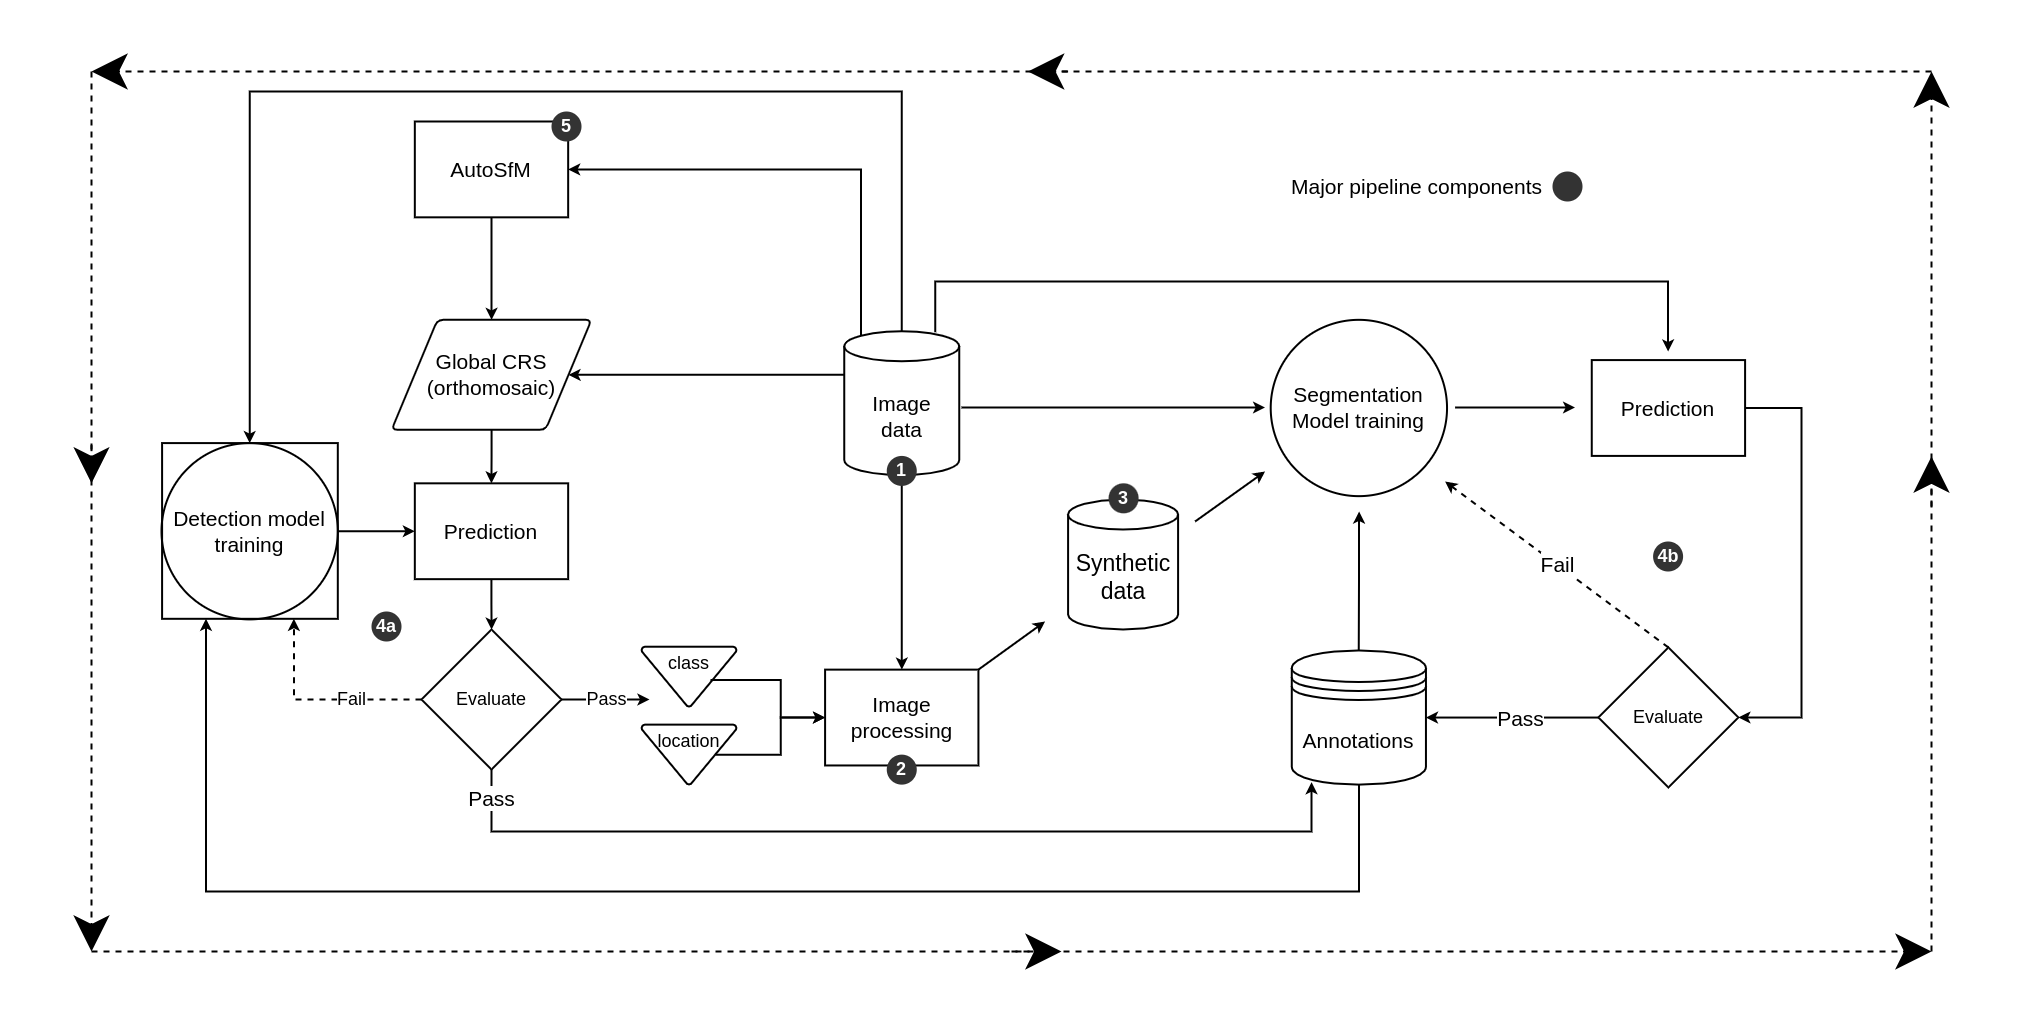 5
AutoSfM
Major pipeline components
Global CRS
(orthomosaic)
Image
data
1
Segmentation
Model training
Prediction
Detection model
training
Prediction
3
Synthetic
data
Fail
4b
4a
Evaluate
Fail
Pass
class
location
Image
processing
2
Annotations
Pass
Evaluate
Pass